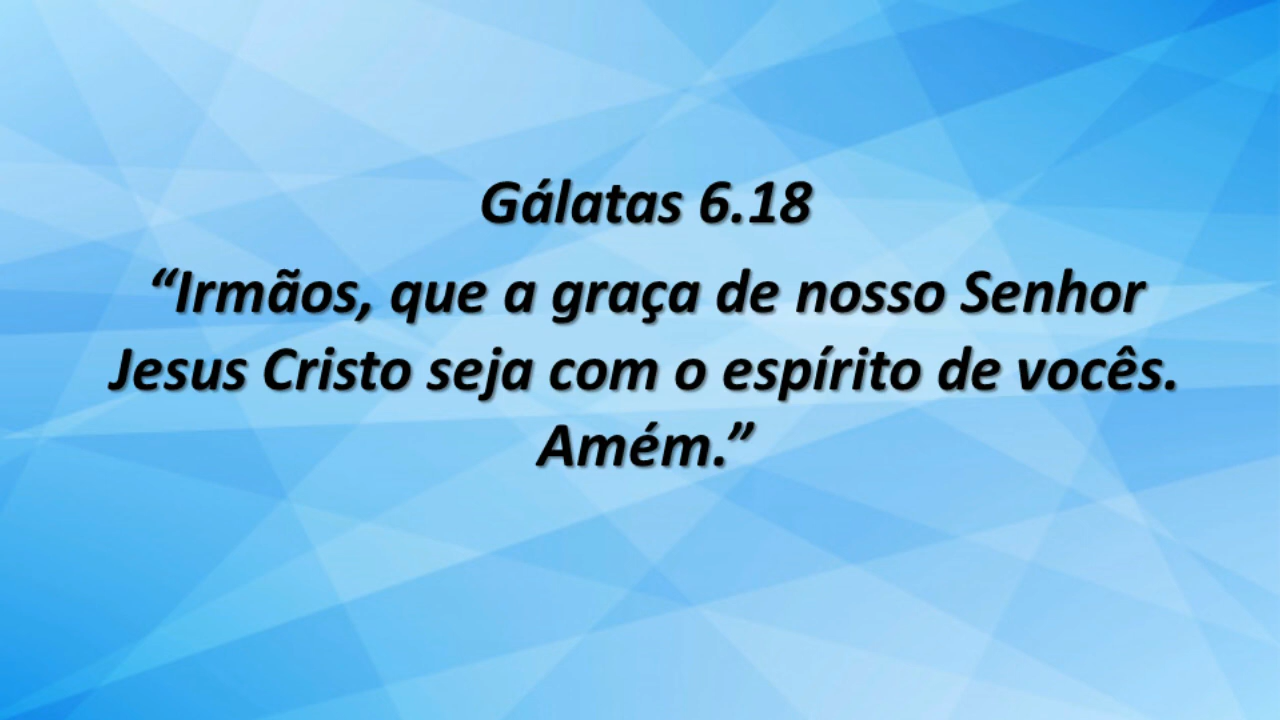 Gálatas 6.18
“Irmãos, que a graça de nosso Senhor
Jesus Cristo seja com o espírito de vocês.
Amém.”